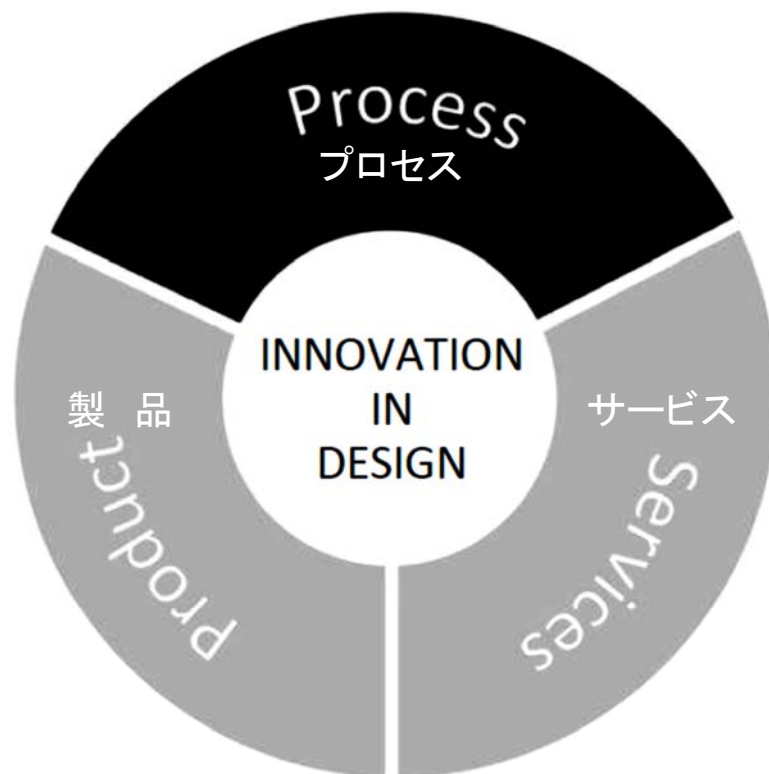 Process
プロセス
INNOVATION
IN
DESIGN
製 品
Product
サービス
Services